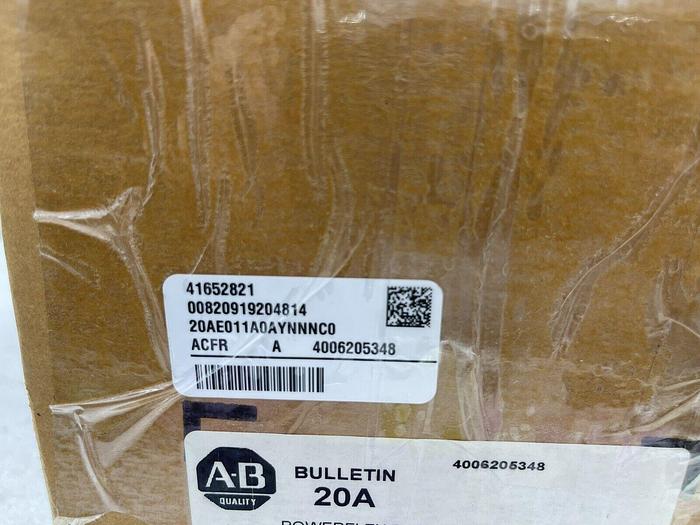 41652821
00820919204814
20AE011A0AYNNNC0
ACFR A 4006205348
A-B
QUALITY
BULLETIN
20A
4006205348